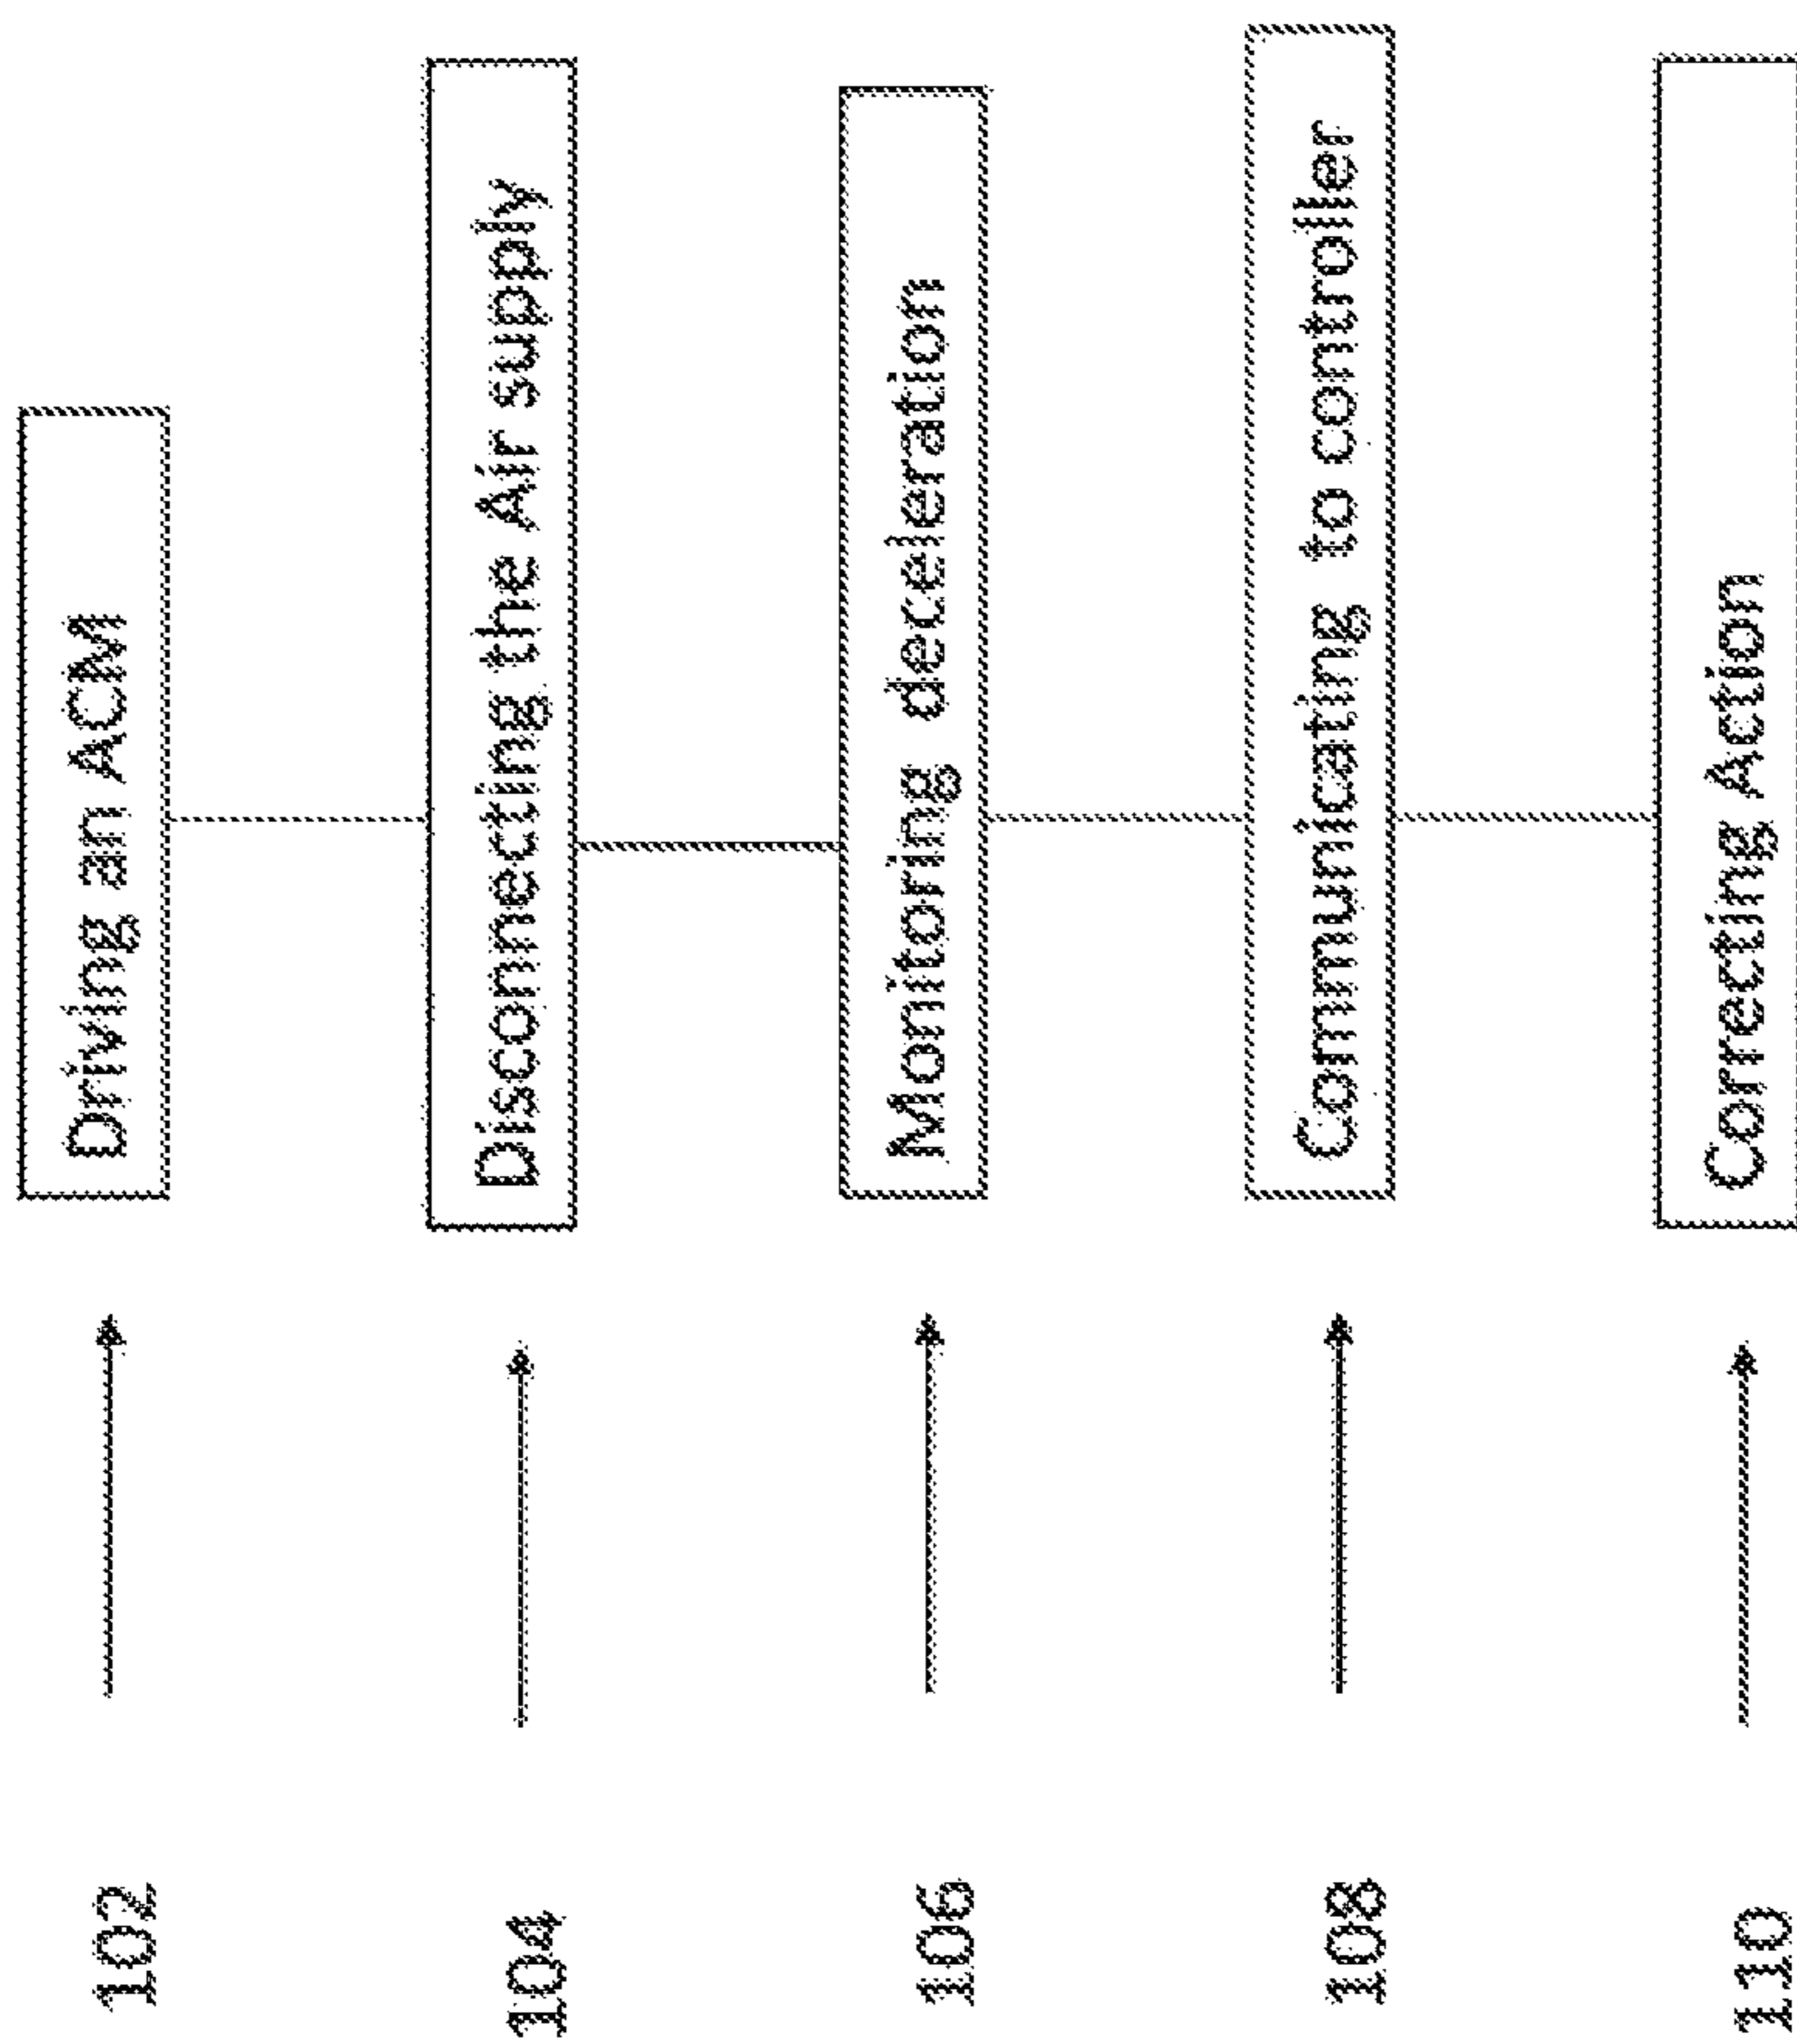 102 Driving an ACM
104 Disconnecting the Air supply
106 Monitoring deceleration
108 Communicating to controller
110 Correcting Action